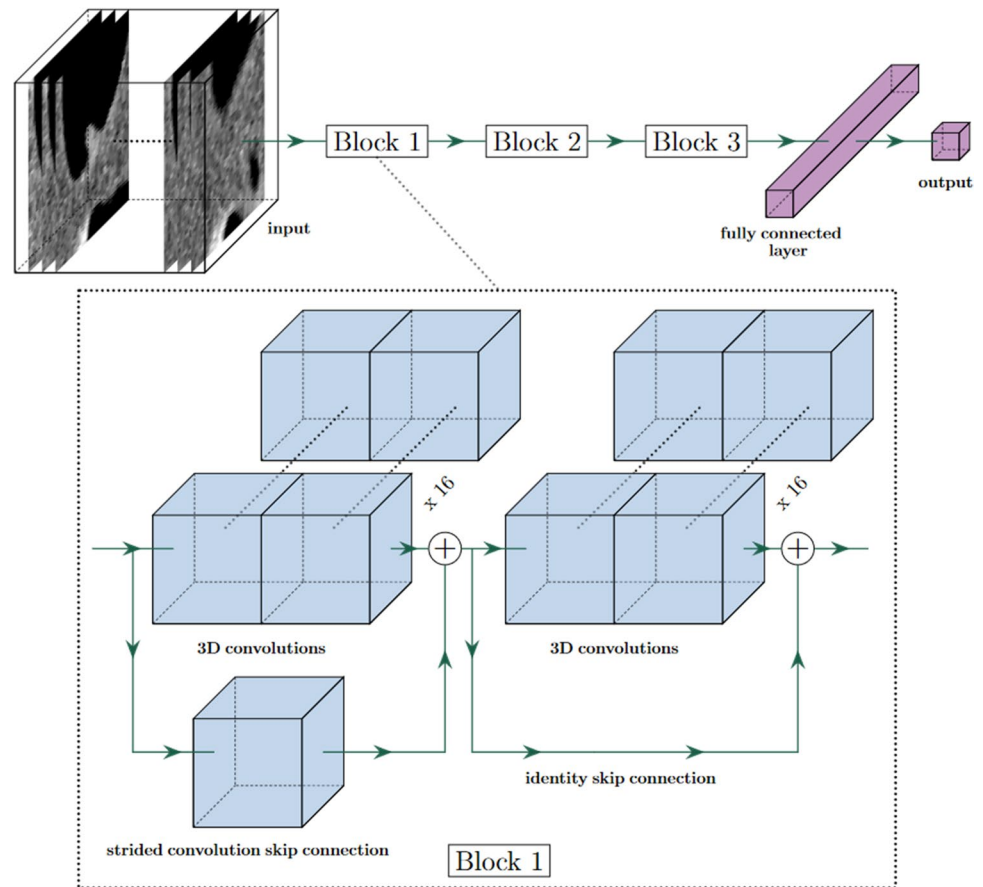 Block 1
Block 2
Block 3
output
input
fully connected
layer
x 16
x 16
+
+
3D convolutions
3D convolutions
identity skip connection
strided convolution skip connection
Block 1